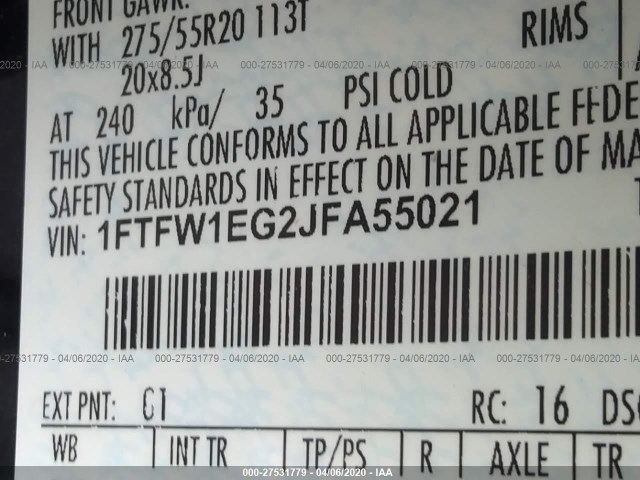 FRONT GAWR:
WITH 275/55R20 113T RIMS
20x8.5J
AT 240 kPa/ 35 PSI COLD
THIS VEHICLE CONFORMS TO ALL APPLICABLE FEDE
SAFETY STANDARDS IN EFFECT ON THE DATE OF MA
VIN: 1FTFW1EG2JFA55021
EXT PNT: G1 RC: 16 DS
WB INT TR TP/PS R AXLE TR
000-27531779 - 04/06/2020 - IAA